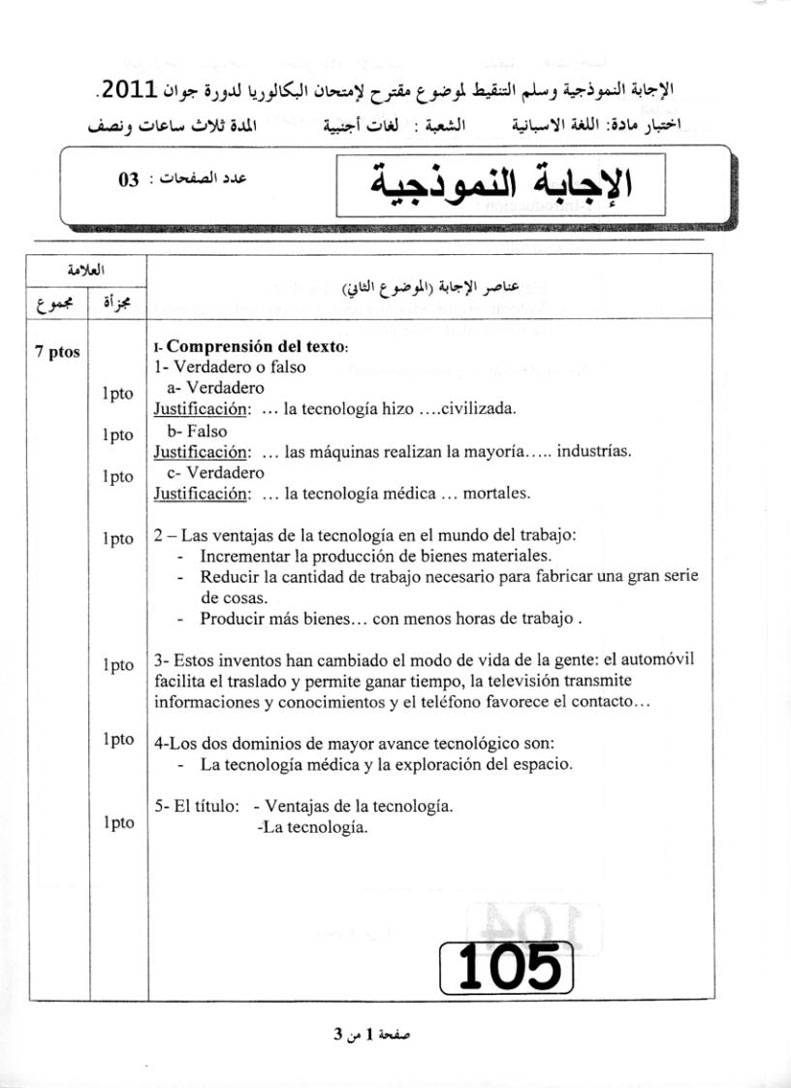 الإجابة النموذجية وسلم التنقيط لموضوع مقترح لإمتحان البكالوريا لدورة جوان 2011.
اختبار مادة: اللغة الاسبانية الشعبة : لغات أجنبية المدة ثلاث ساعات ونصف
الإجابة النموذجية
عدد الصفحات : 03
عناصر الإجابة (الموضوع الثاني)
العلامة
مجزأة مجموع
7 ptos
I- Comprensión del texto:
1- Verdadero o falso
1pto a- Verdadero
Justificación: … la tecnología hizo ….civilizada.
1pto b- Falso
Justificación: … las máquinas realizan la mayoría….. industrías.
1pto c- Verdadero
Justificación: … la tecnología médica … mortales.
1pto 2 – Las ventajas de la tecnología en el mundo del trabajo:
- Incrementar la producción de bienes materiales.
- Reducir la cantidad de trabajo necesario para fabricar una gran serie
de cosas.
- Producir más bienes… con menos horas de trabajo .
1pto 3- Estos inventos han cambiado el modo de vida de la gente: el automóvil
facilita el traslado y permite ganar tiempo, la televisión transmite
informaciones y conocimientos y el teléfono favorece el contacto…
1pto 4-Los dos dominios de mayor avance tecnológico son:
- La tecnología médica y la exploración del espacio.
5- El título: - Ventajas de la tecnología.
1pto -La tecnología.
105
صفحة 1 من 3